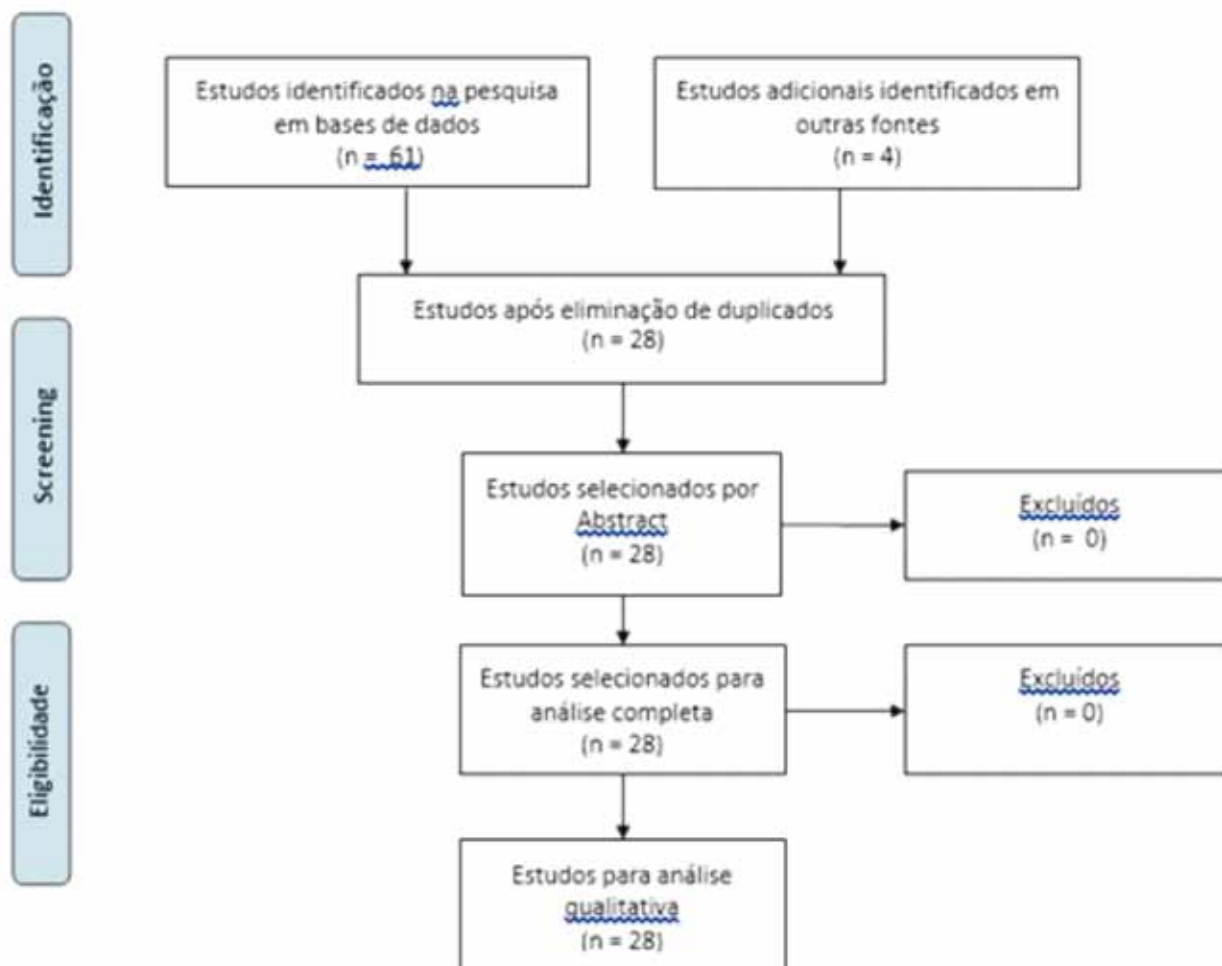 Identificação
Estudos identificados na pesquisa
em bases de dados
(n = 61)
Estudos adicionais identificados em
outras fontes
(n = 4)
Estudos após eliminação de duplicados
(n = 28)
Screening
Estudos selecionados por
Abstract
(n = 28)
Excluídos
(n = 0)
Eligibilidade
Estudos selecionados para
análise completa
(n = 28)
Excluídos
(n = 0)
Estudos para análise
qualitativa
(n = 28)